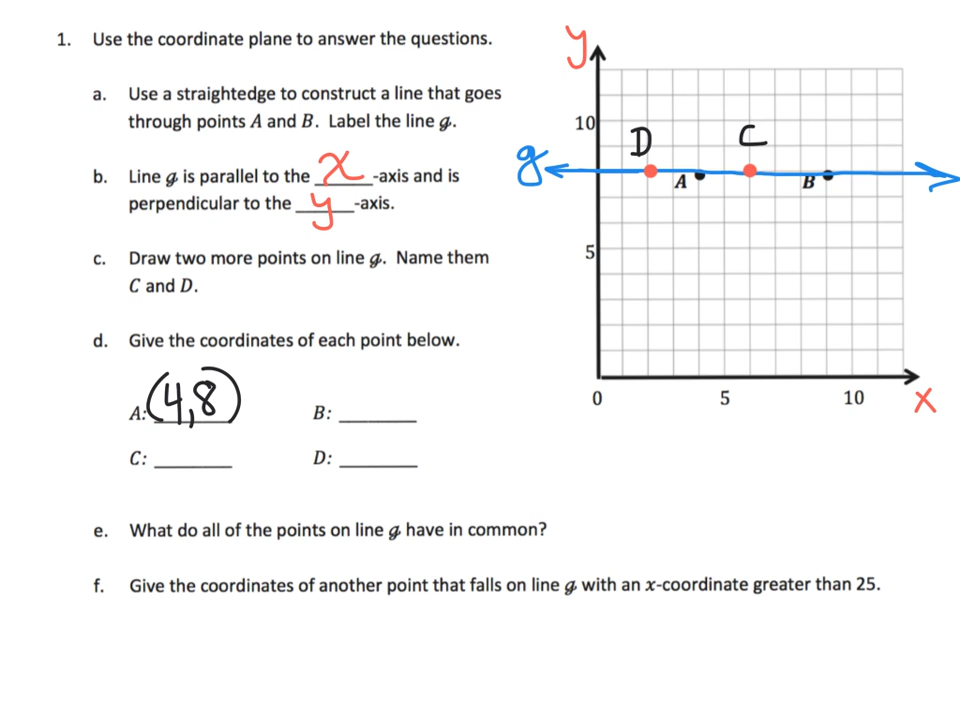 1. Use the coordinate plane to answer the questions.
a. Use a straightedge to construct a line that goes
through points A and B. Label the line g.
b. Line g is parallel to the x -axis and is
perpendicular to the y -axis.
c. Draw two more points on line g. Name them
C and D.
d. Give the coordinates of each point below.
A: (4,8) B: ________
C: ________ D: ________
e. What do all of the points on line g have in common?
f. Give the coordinates of another point that falls on line g with an x-coordinate greater than 25.
y
10
D C
g
A B
5
0 5 10 x